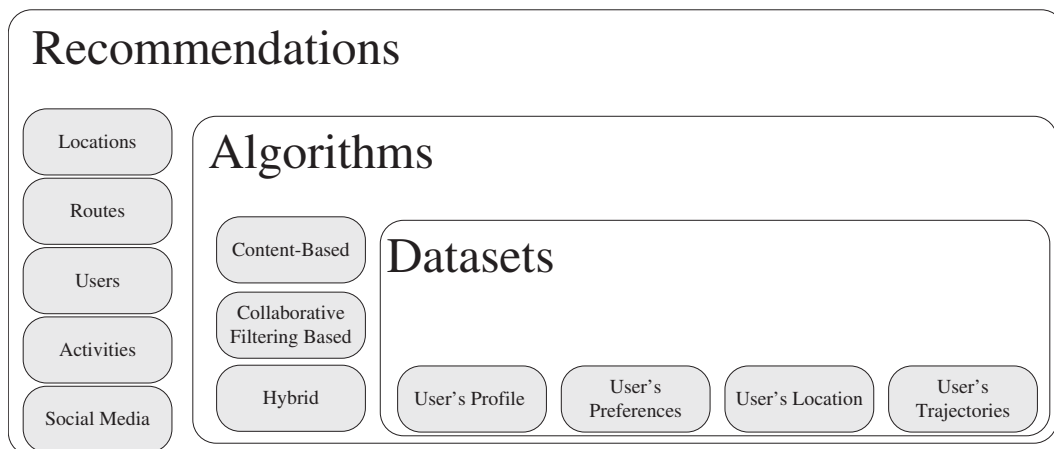 Recommendations
Locations
Routes
Users
Activities
Social Media
Algorithms
Content-Based
Collaborative
Filtering Based
Hybrid
Datasets
User’s Profile
User’s
Preferences
User’s Location
User’s
Trajectories